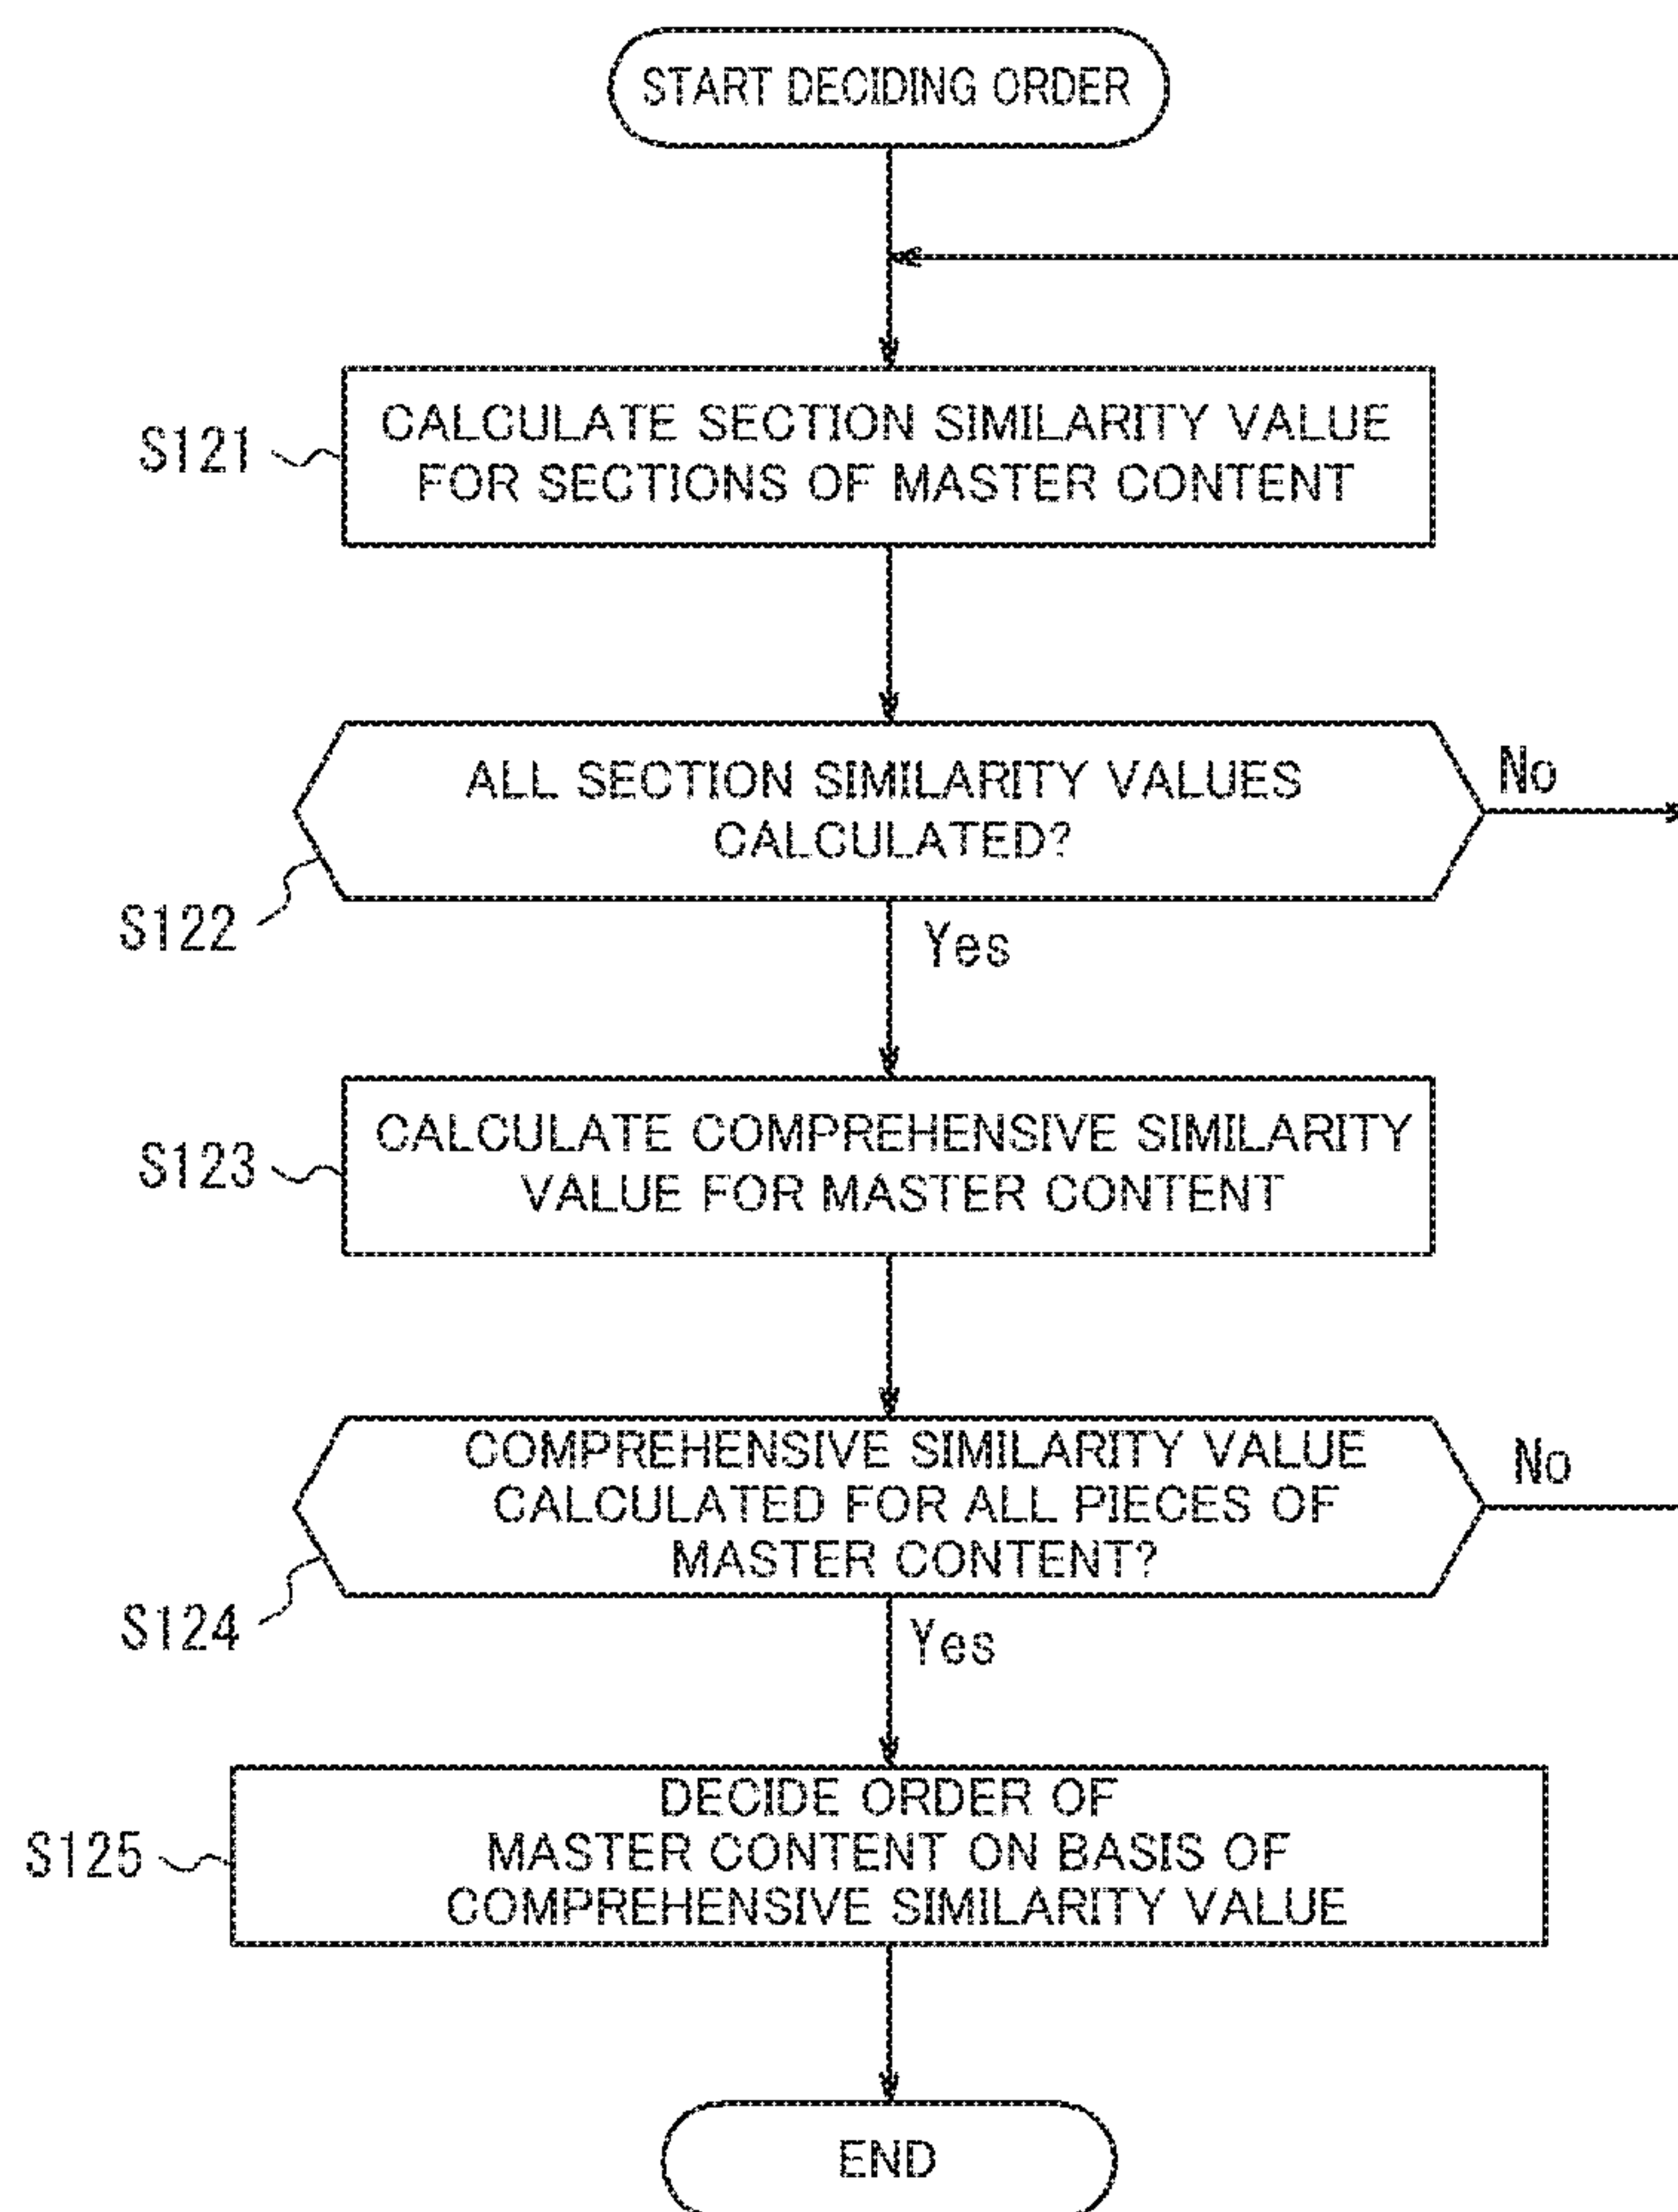 START DECIDING ORDER
S121
CALCULATE SECTION SIMILARITY VALUE
FOR SECTIONS OF MASTER CONTENT
ALL SECTION SIMILARITY VALUES
CALCULATED?
No
S122
Yes
S123
CALCULATE COMPREHENSIVE SIMILARITY
VALUE FOR MASTER CONTENT
COMPREHENSIVE SIMILARITY VALUE
CALCULATED FOR ALL PIECES OF
MASTER CONTENT?
No
S124
Yes
S125
DECIDE ORDER OF
MASTER CONTENT ON BASIS OF
COMPREHENSIVE SIMILARITY VALUE
END